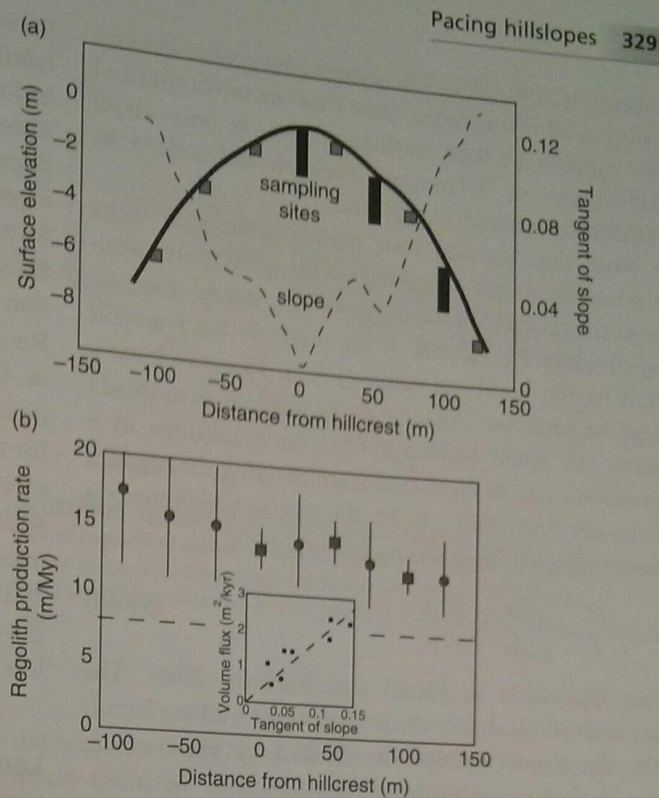 Pacing hillslopes 329
(a)
0
−2
−4
−6
−8
Surface elevation (m)
sampling
sites
slope
0.12
0.08
0.04
0
Tangent of slope
−150 −100 −50 0 50 100 150
Distance from hillcrest (m)
(b)
20
15
10
5
0
Regolith production rate
(m/My)
3
2
1
0
Volume flux (m²/kyr)
0 0.05 0.1 0.15
Tangent of slope
−100 −50 0 50 100 150
Distance from hillcrest (m)